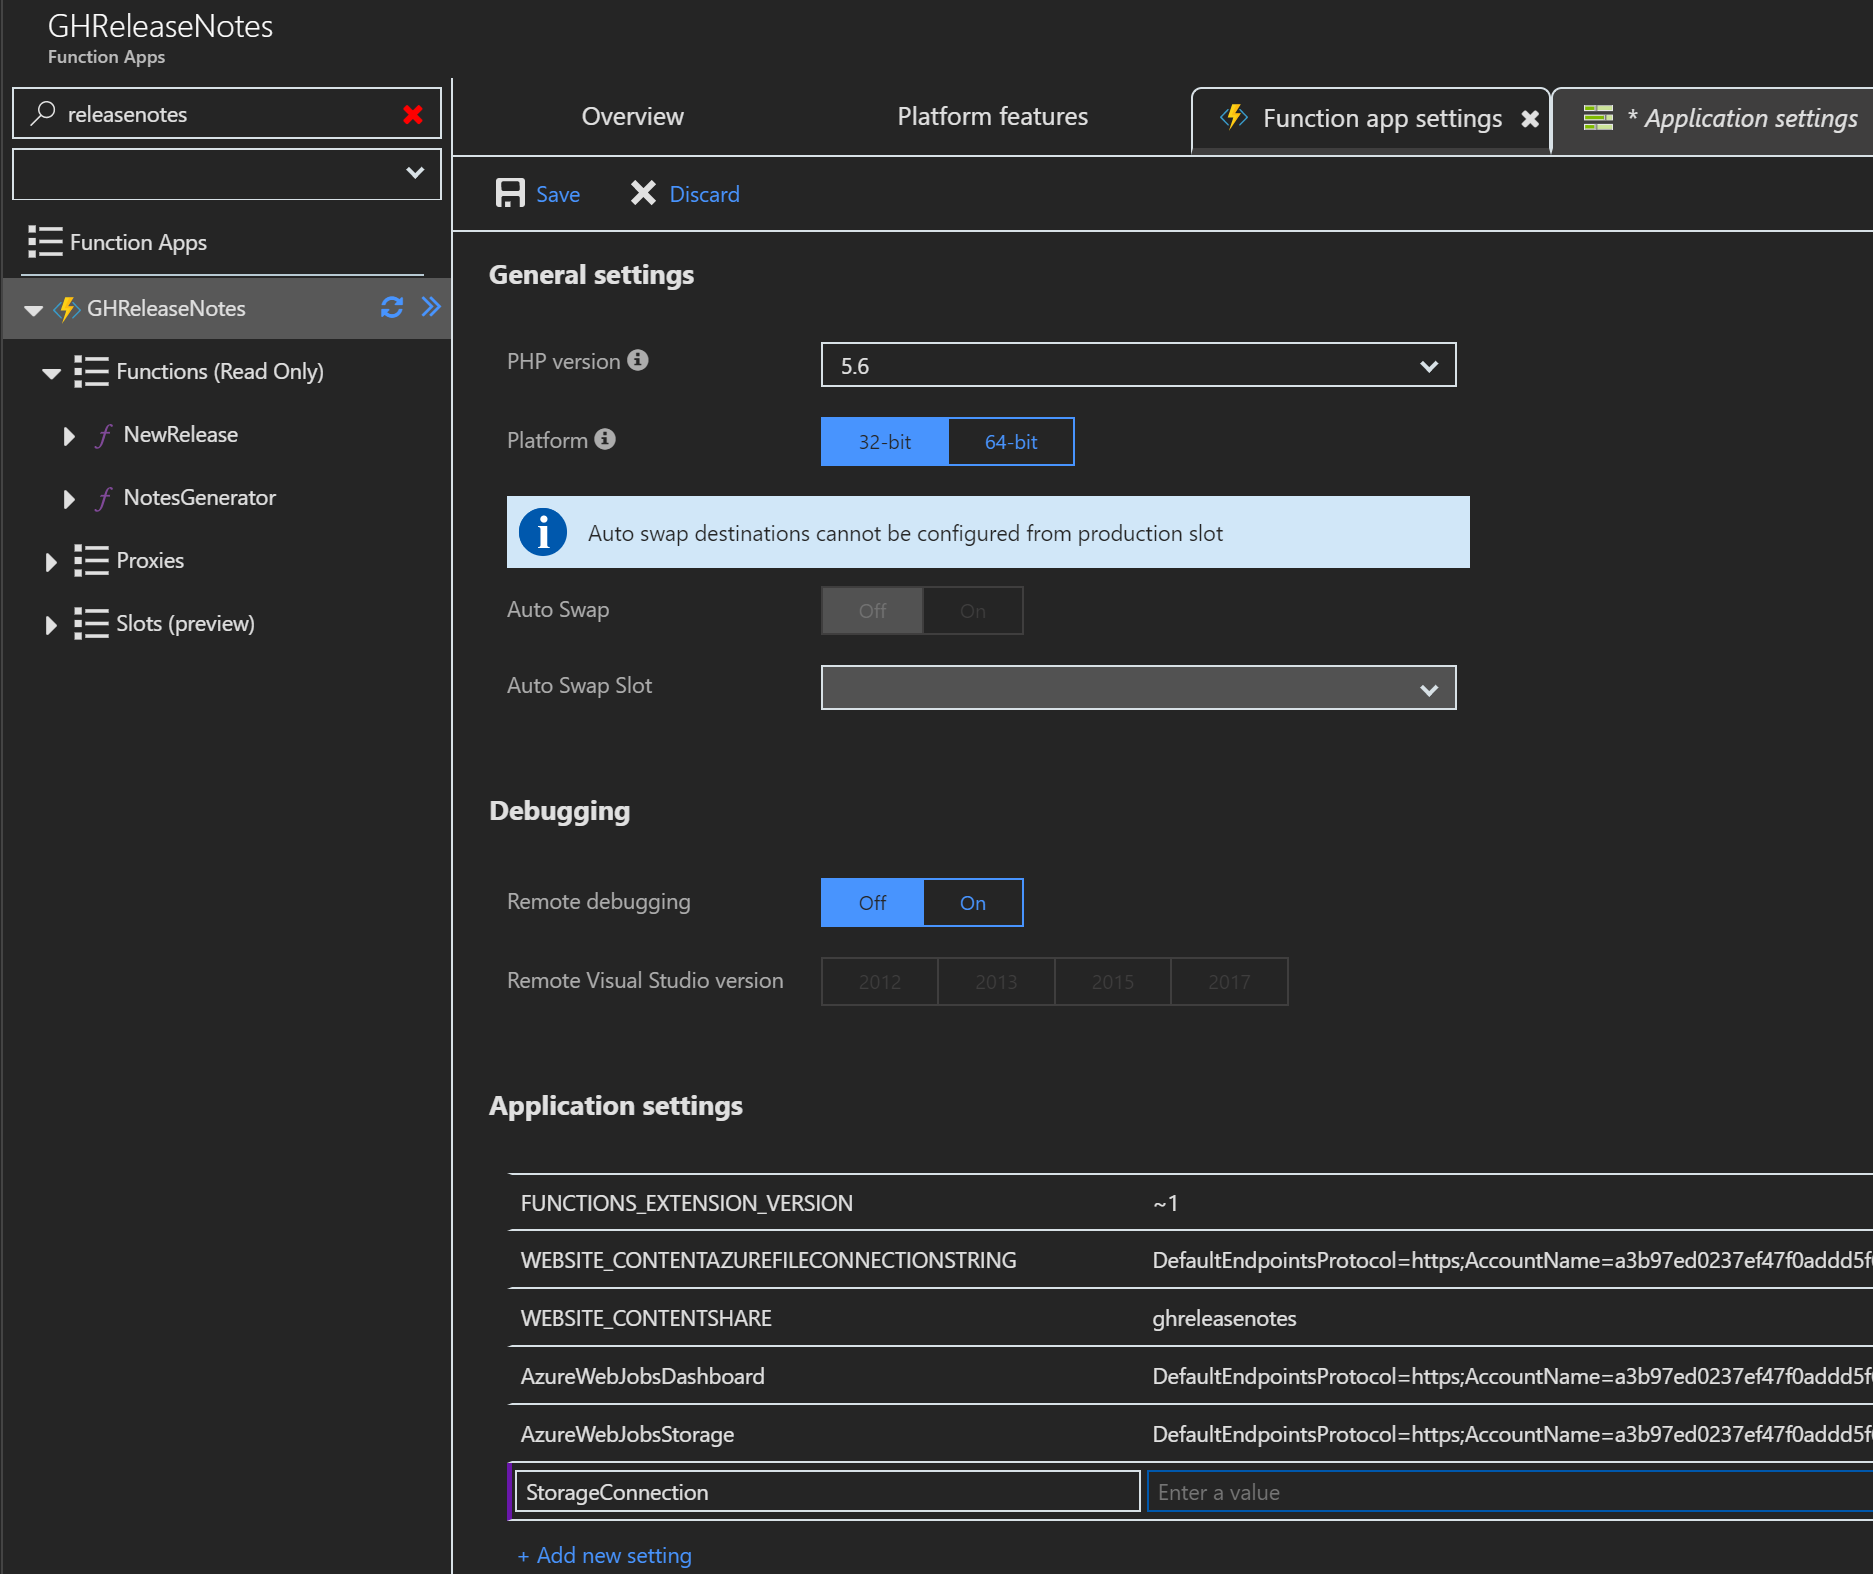 GHReleaseNotes
Function Apps
releasenotes
Function Apps
GHReleaseNotes
Functions (Read Only)
NewRelease
NotesGenerator
Proxies
Slots (preview)
Overview
Platform features
Function app settings
* Application settings
Save
Discard
General settings
PHP version
5.6
Platform
32-bit
64-bit
Auto swap destinations cannot be configured from production slot
Auto Swap
Off
On
Auto Swap Slot
Debugging
Remote debugging
Off
On
Remote Visual Studio version
2012
2013
2015
2017
Application settings
FUNCTIONS_EXTENSION_VERSION
~1
WEBSITE_CONTENTAZUREFILECONNECTIONSTRING
DefaultEndpointsProtocol=https;AccountName=a3b97ed0237ef47f0addd5f
WEBSITE_CONTENTSHARE
ghreleasenotes
AzureWebJobsDashboard
DefaultEndpointsProtocol=https;AccountName=a3b97ed0237ef47f0addd5f
AzureWebJobsStorage
DefaultEndpointsProtocol=https;AccountName=a3b97ed0237ef47f0addd5f
StorageConnection
Enter a value
+ Add new setting